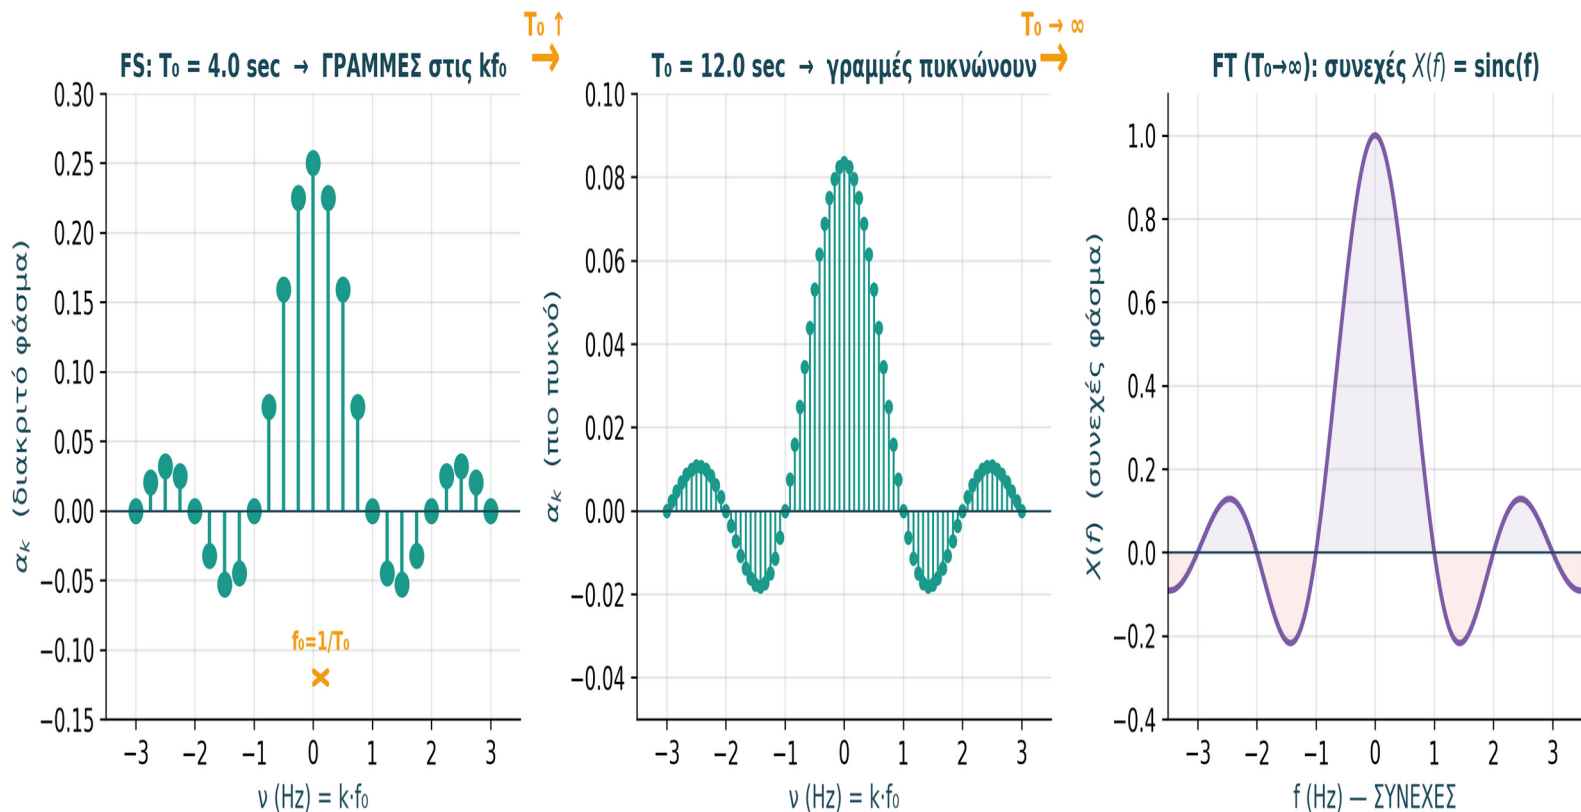 T₀ ↑
→
T₀ → ∞
→
FS: T₀ = 4.0 sec → ΓΡΑΜΜΕΣ στις kf₀
T₀ = 12.0 sec → γραμμές πυκνώνουν
FT (T₀→∞): συνεχές X(f) = sinc(f)
αₖ (διακριτό φάσμα)
0.30
0.25
0.20
0.15
0.10
0.05
0.00
−0.05
−0.10
−0.15
f₀=1/T₀
−3 −2 −1 0 1 2 3
ν (Hz) = k·f₀
αₖ (πιο πυκνό)
0.10
0.08
0.06
0.04
0.02
0.00
−0.02
−0.04
−3 −2 −1 0 1 2 3
ν (Hz) = k·f₀
X(f) (συνεχές φάσμα)
1.0
0.8
0.6
0.4
0.2
0.0
−0.2
−0.4
−3 −2 −1 0 1 2 3
f (Hz) — ΣΥΝΕΧΕΣ